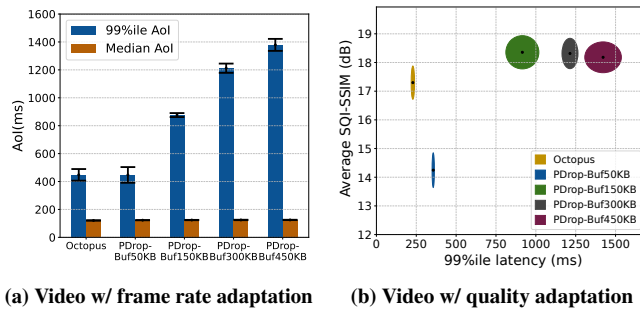 1600
1400
1200
1000
800
600
400
200
0
AoI(ms)
99%ile AoI
Median AoI
Octopus
PDrop-
Buf50KB
PDrop-
Buf150KB
PDrop-
Buf300KB
PDrop-
Buf450KB
(a) Video w/ frame rate adaptation
20
19
18
17
16
15
14
13
12
Average SQI-SSIM (dB)
Octopus
PDrop-Buf50KB
PDrop-Buf150KB
PDrop-Buf300KB
PDrop-Buf450KB
0 250 500 750 1000 1250 1500
99%ile latency (ms)
(b) Video w/ quality adaptation